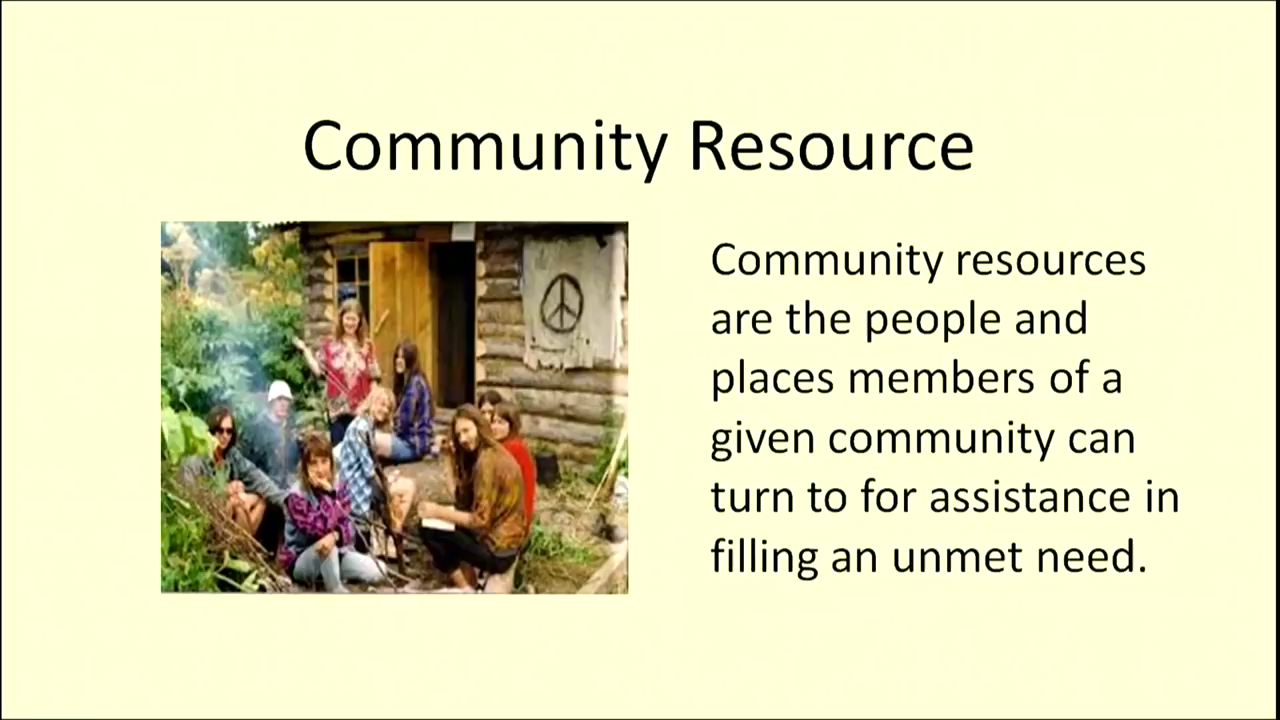 Community Resource
Community resources
are the people and
places members of a
given community can
turn to for assistance in
filling an unmet need.